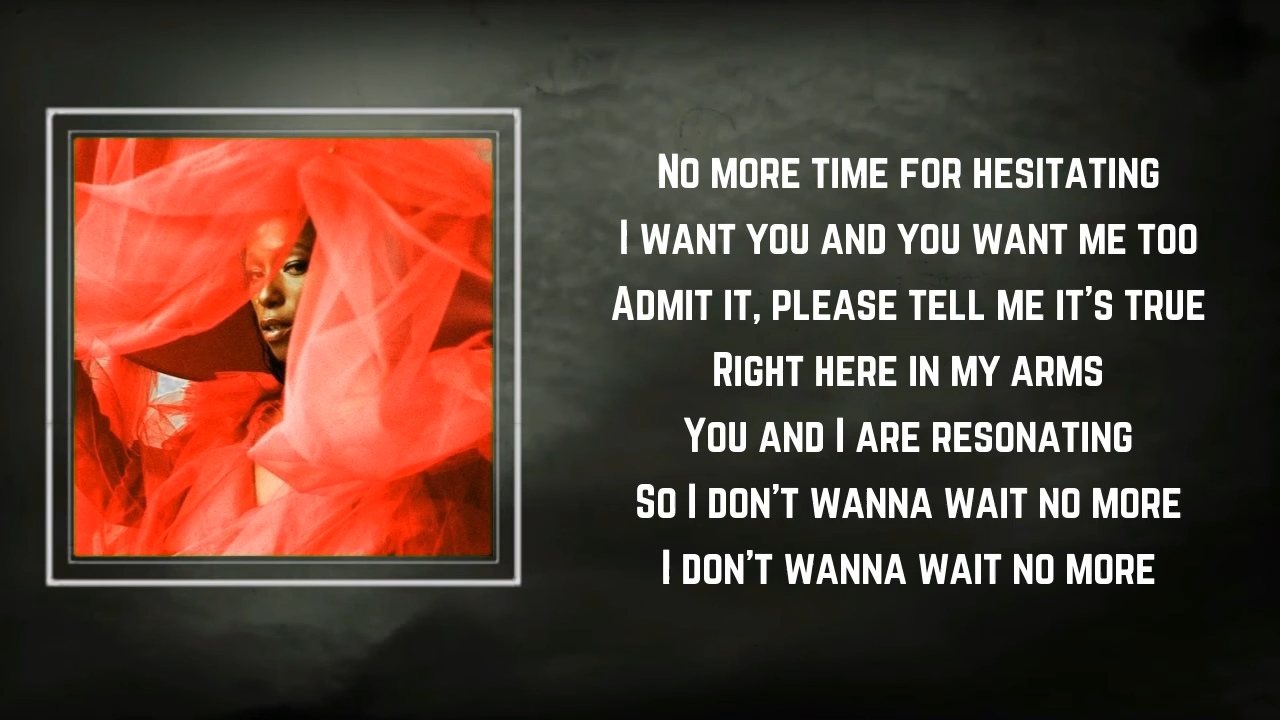 No more time for hesitating
I want you and you want me too
Admit it, please tell me it's true
Right here in my arms
You and I are resonating
So I don't wanna wait no more
I don't wanna wait no more